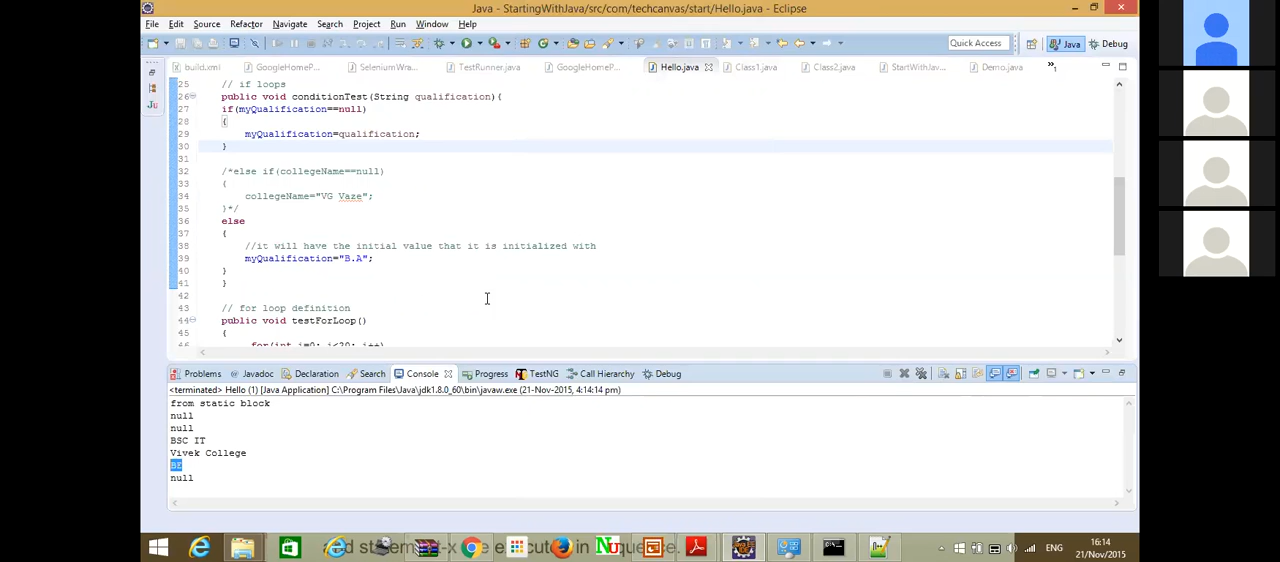 Java - StartingWithJava/src/com/techcanvas/start/Hello.java - Eclipse
File Edit Source Refactor Navigate Search Project Run Window Help
Quick Access Java Debug
build.xml GoogleHomeP... SeleniumWra... TestRunner.java GoogleHomeP... Hello.java Class1.java Class2.java StartWithJav... Demo.java »1
25 // if loops
26 public void conditionTest(String qualification){
27 if(myQualification==null)
28 {
29 myQualification=qualification;
30 }
31
32 /*else if(collegeName==null)
33 {
34 collegeName="VG Vaze";
35 }*/
36 else
37 {
38 //it will have the initial value that it is initialized with
39 myQualification="B.A";
40 }
41 }
42
43 // for loop definition
44 public void testForLoop()
45 {
46 for(int i=0; i<20; i++)
Problems Javadoc Declaration Search Console Progress TestNG Call Hierarchy Debug
<terminated> Hello (1) [Java Application] C:\Program Files\Java\jdk1.8.0_60\bin\javaw.exe (21-Nov-2015, 4:14:14 pm)
from static block
null
null
BSC IT
Vivek College
BE
null
ENG
16:14
21/Nov/2015